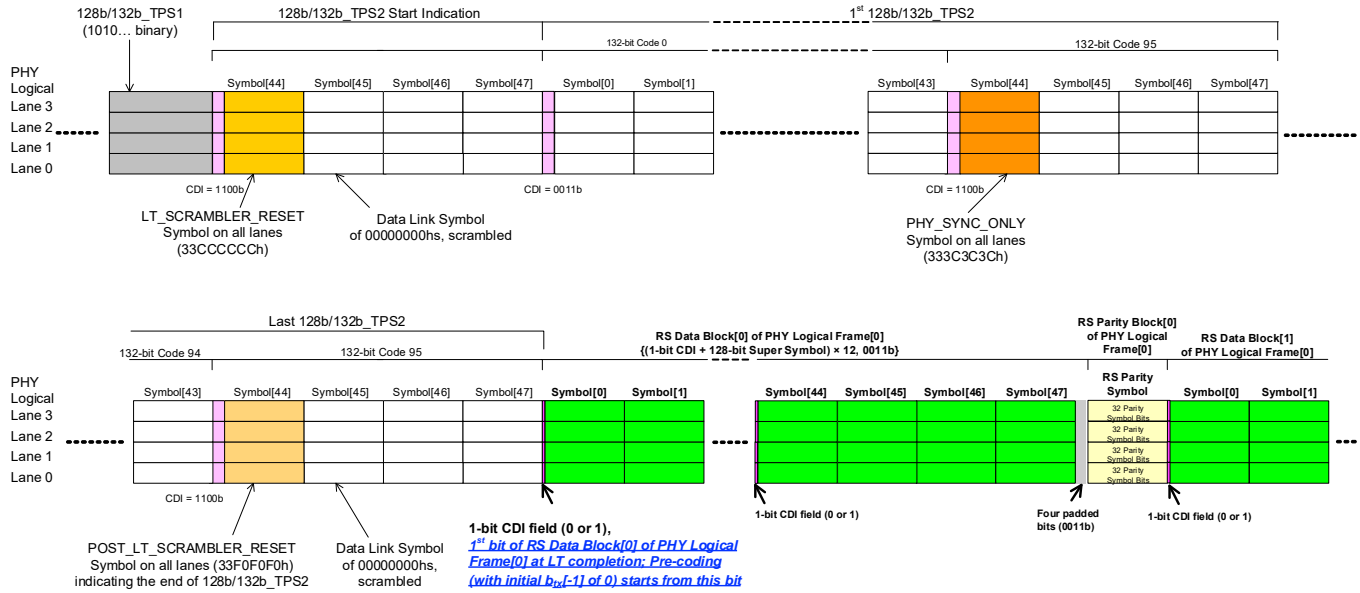 128b/132b_TPS1
(1010… binary)
128b/132b_TPS2 Start Indication
1st 128b/132b_TPS2
132-bit Code 0
132-bit Code 95
PHY
Logical
Symbol[44] Symbol[45] Symbol[46] Symbol[47] Symbol[0] Symbol[1] Symbol[43] Symbol[44] Symbol[45] Symbol[46] Symbol[47]
Lane 3
Lane 2
Lane 1
Lane 0
CDI = 1100b
CDI = 0011b
CDI = 1100b
LT_SCRAMBLER_RESET
Symbol on all lanes
(33CCCCCCh)
Data Link Symbol
of 00000000hs, scrambled
PHY_SYNC_ONLY
Symbol on all lanes
(333C3C3Ch)
Last 128b/132b_TPS2
132-bit Code 94
132-bit Code 95
RS Data Block[0] of PHY Logical Frame[0]
{(1-bit CDI + 128-bit Super Symbol) × 12, 0011b}
RS Parity Block[0]
of PHY Logical
Frame[0]
RS Data Block[1]
of PHY Logical Frame[0]
PHY
Logical
Symbol[43] Symbol[44] Symbol[45] Symbol[46] Symbol[47] Symbol[0] Symbol[1] Symbol[44] Symbol[45] Symbol[46] Symbol[47]
RS Parity
Symbol
Symbol[0] Symbol[1]
Lane 3
Lane 2
Lane 1
Lane 0
32 Parity
Symbol Bits
32 Parity
Symbol Bits
32 Parity
Symbol Bits
32 Parity
Symbol Bits
CDI = 1100b
POST_LT_SCRAMBLER_RESET
Symbol on all lanes (33F0F0F0h)
indicating the end of 128b/132b_TPS2
Data Link Symbol
of 00000000hs,
scrambled
1-bit CDI field (0 or 1),
1st bit of RS Data Block[0] of PHY Logical
Frame[0] at LT completion; Pre-coding
(with initial btx[-1] of 0) starts from this bit
1-bit CDI field (0 or 1)
Four padded
bits (0011b)
1-bit CDI field (0 or 1)